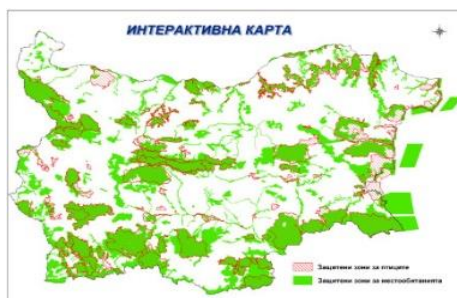 ИНТЕРАКТИВНА КАРТА
Защитени зони за птиците
Защитени зони за местообитанията